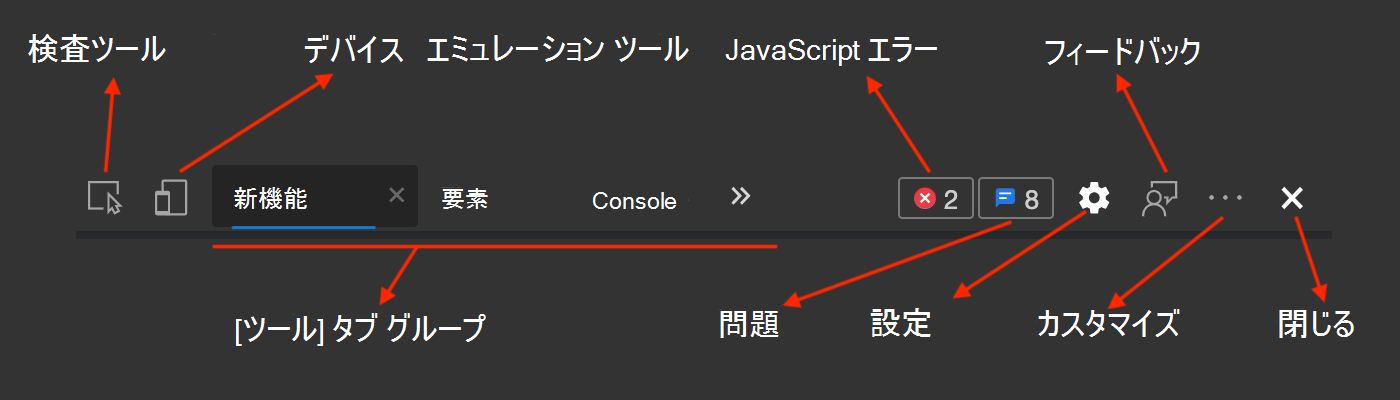 検査ツール
デバイス エミュレーション ツール
JavaScript エラー
フィードバック
新機能
要素
Console
2
8
[ツール] タブ グループ
問題
設定
カスタマイズ
閉じる